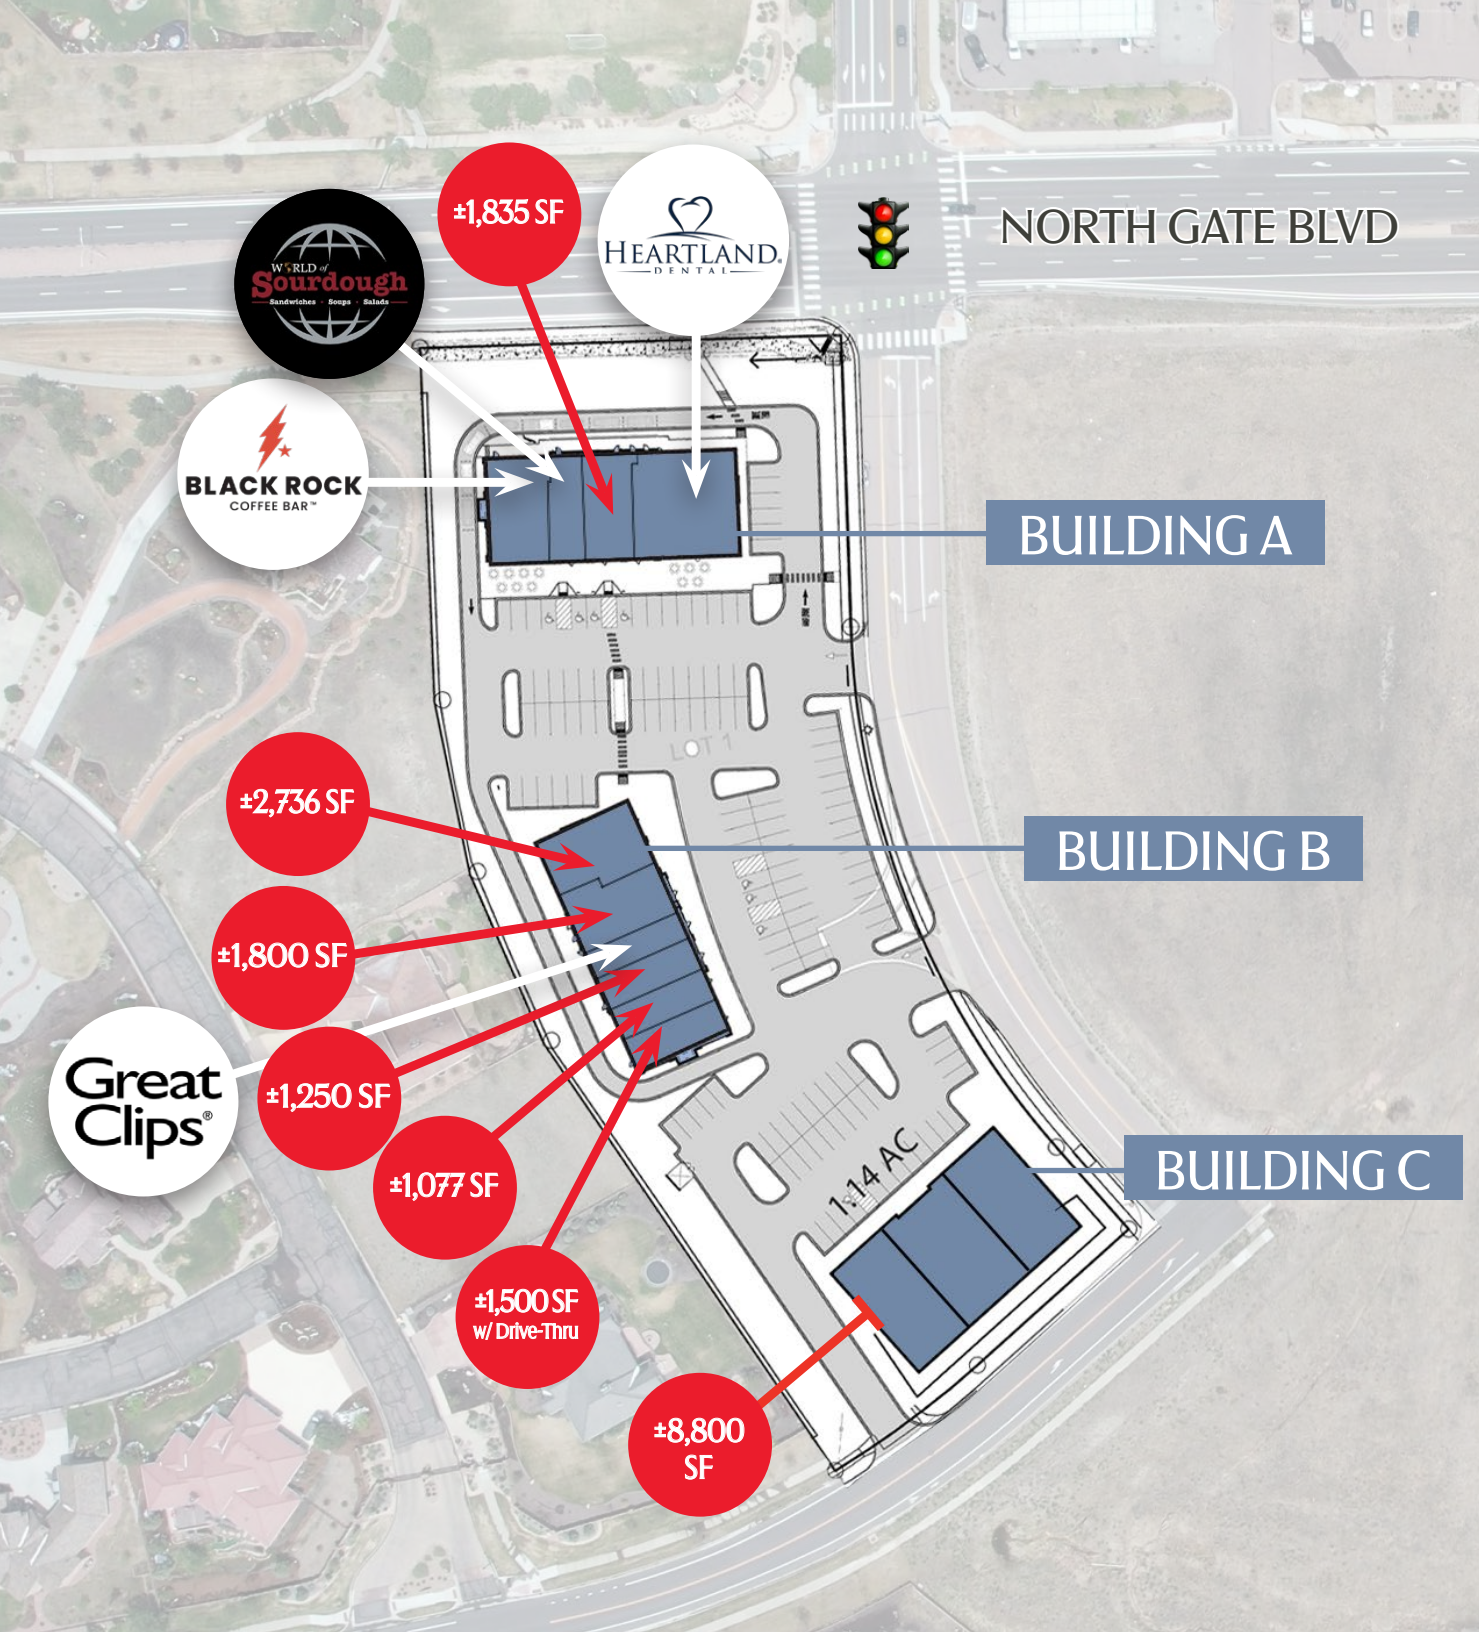 ±1,835 SF
HEARTLAND®
DENTAL
NORTH GATE BLVD
WORLD of
Sourdough
Sandwiches · Soups · Salads
BLACK ROCK
COFFEE BAR™
BUILDING A
LOT 1
±2,736 SF
BUILDING B
±1,800 SF
Great
Clips®
±1,250 SF
±1,077 SF
1.14 AC
BUILDING C
±1,500 SF
w/ Drive-Thru
±8,800
SF